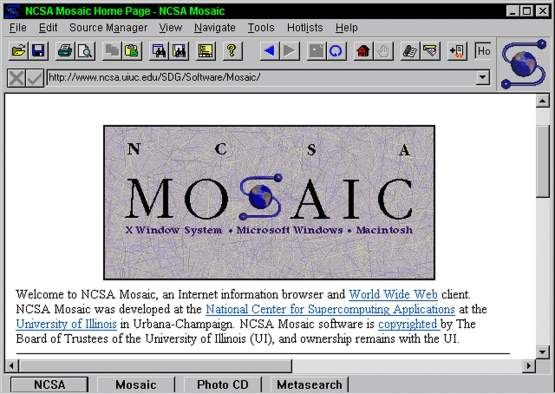 NCSA Mosaic Home Page - NCSA Mosaic
File Edit Source Manager View Navigate Tools Hotlists Help
Ho
http://www.ncsa.uiuc.edu/SDG/Software/Mosaic/
N C S A
MOSAIC
X Window System • Microsoft Windows • Macintosh
Welcome to NCSA Mosaic, an Internet information browser and World Wide Web client.
NCSA Mosaic was developed at the National Center for Supercomputing Applications at the
University of Illinois in Urbana-Champaign. NCSA Mosaic software is copyrighted by The
Board of Trustees of the University of Illinois (UI), and ownership remains with the UI.
NCSA Mosaic Photo CD Metasearch